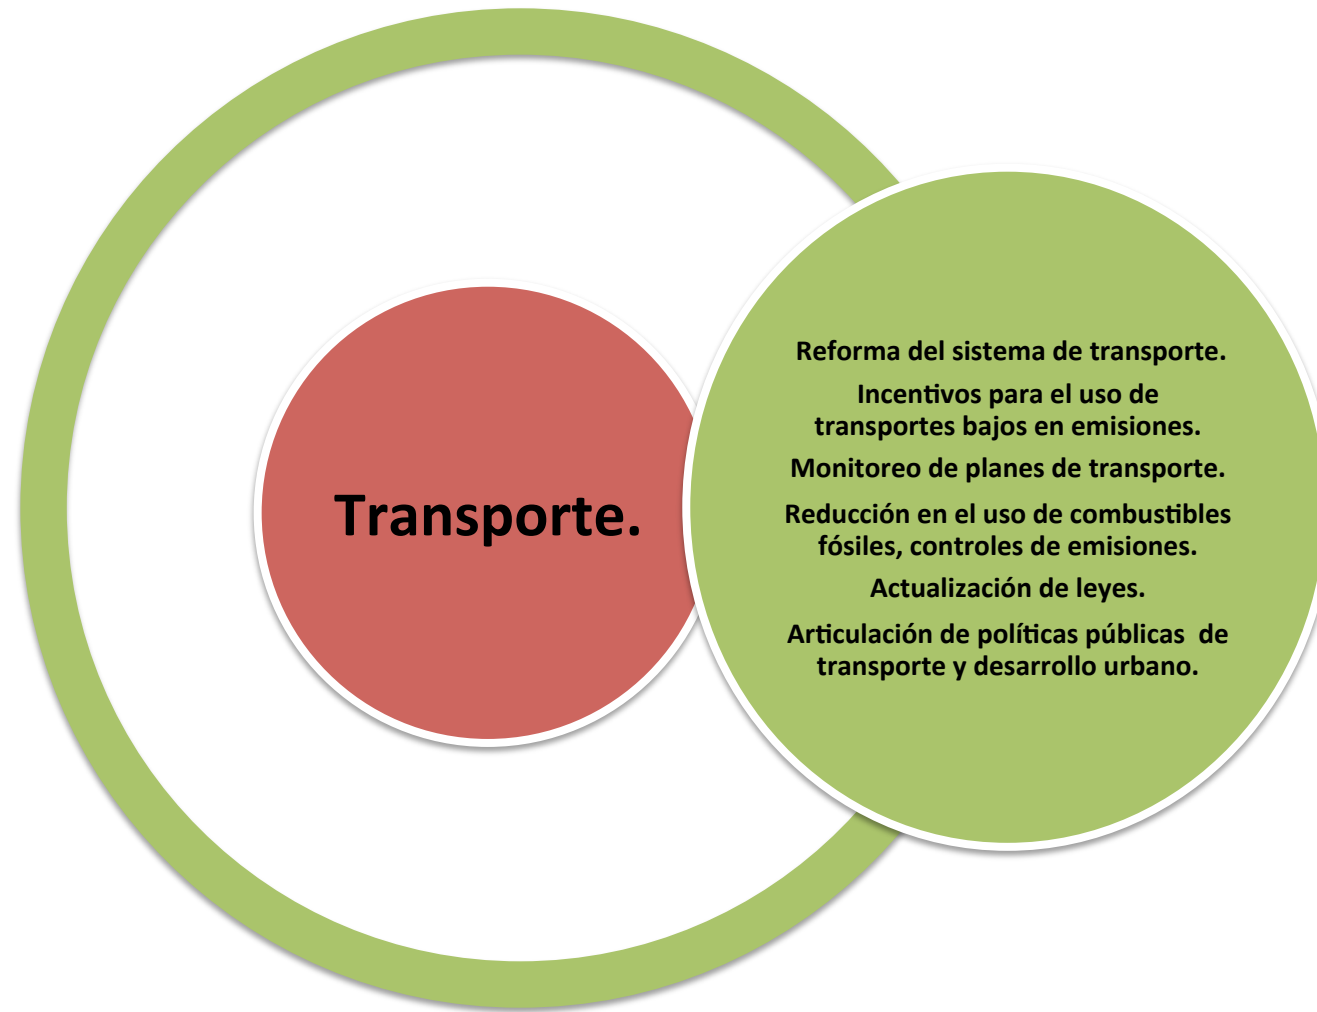 Transporte.
Reforma del sistema de transporte.
Incentivos para el uso de
transportes bajos en emisiones.
Monitoreo de planes de transporte.
Reducción en el uso de combustibles
fósiles, controles de emisiones.
Actualización de leyes.
Articulación de políticas públicas  de
transporte y desarrollo urbano.